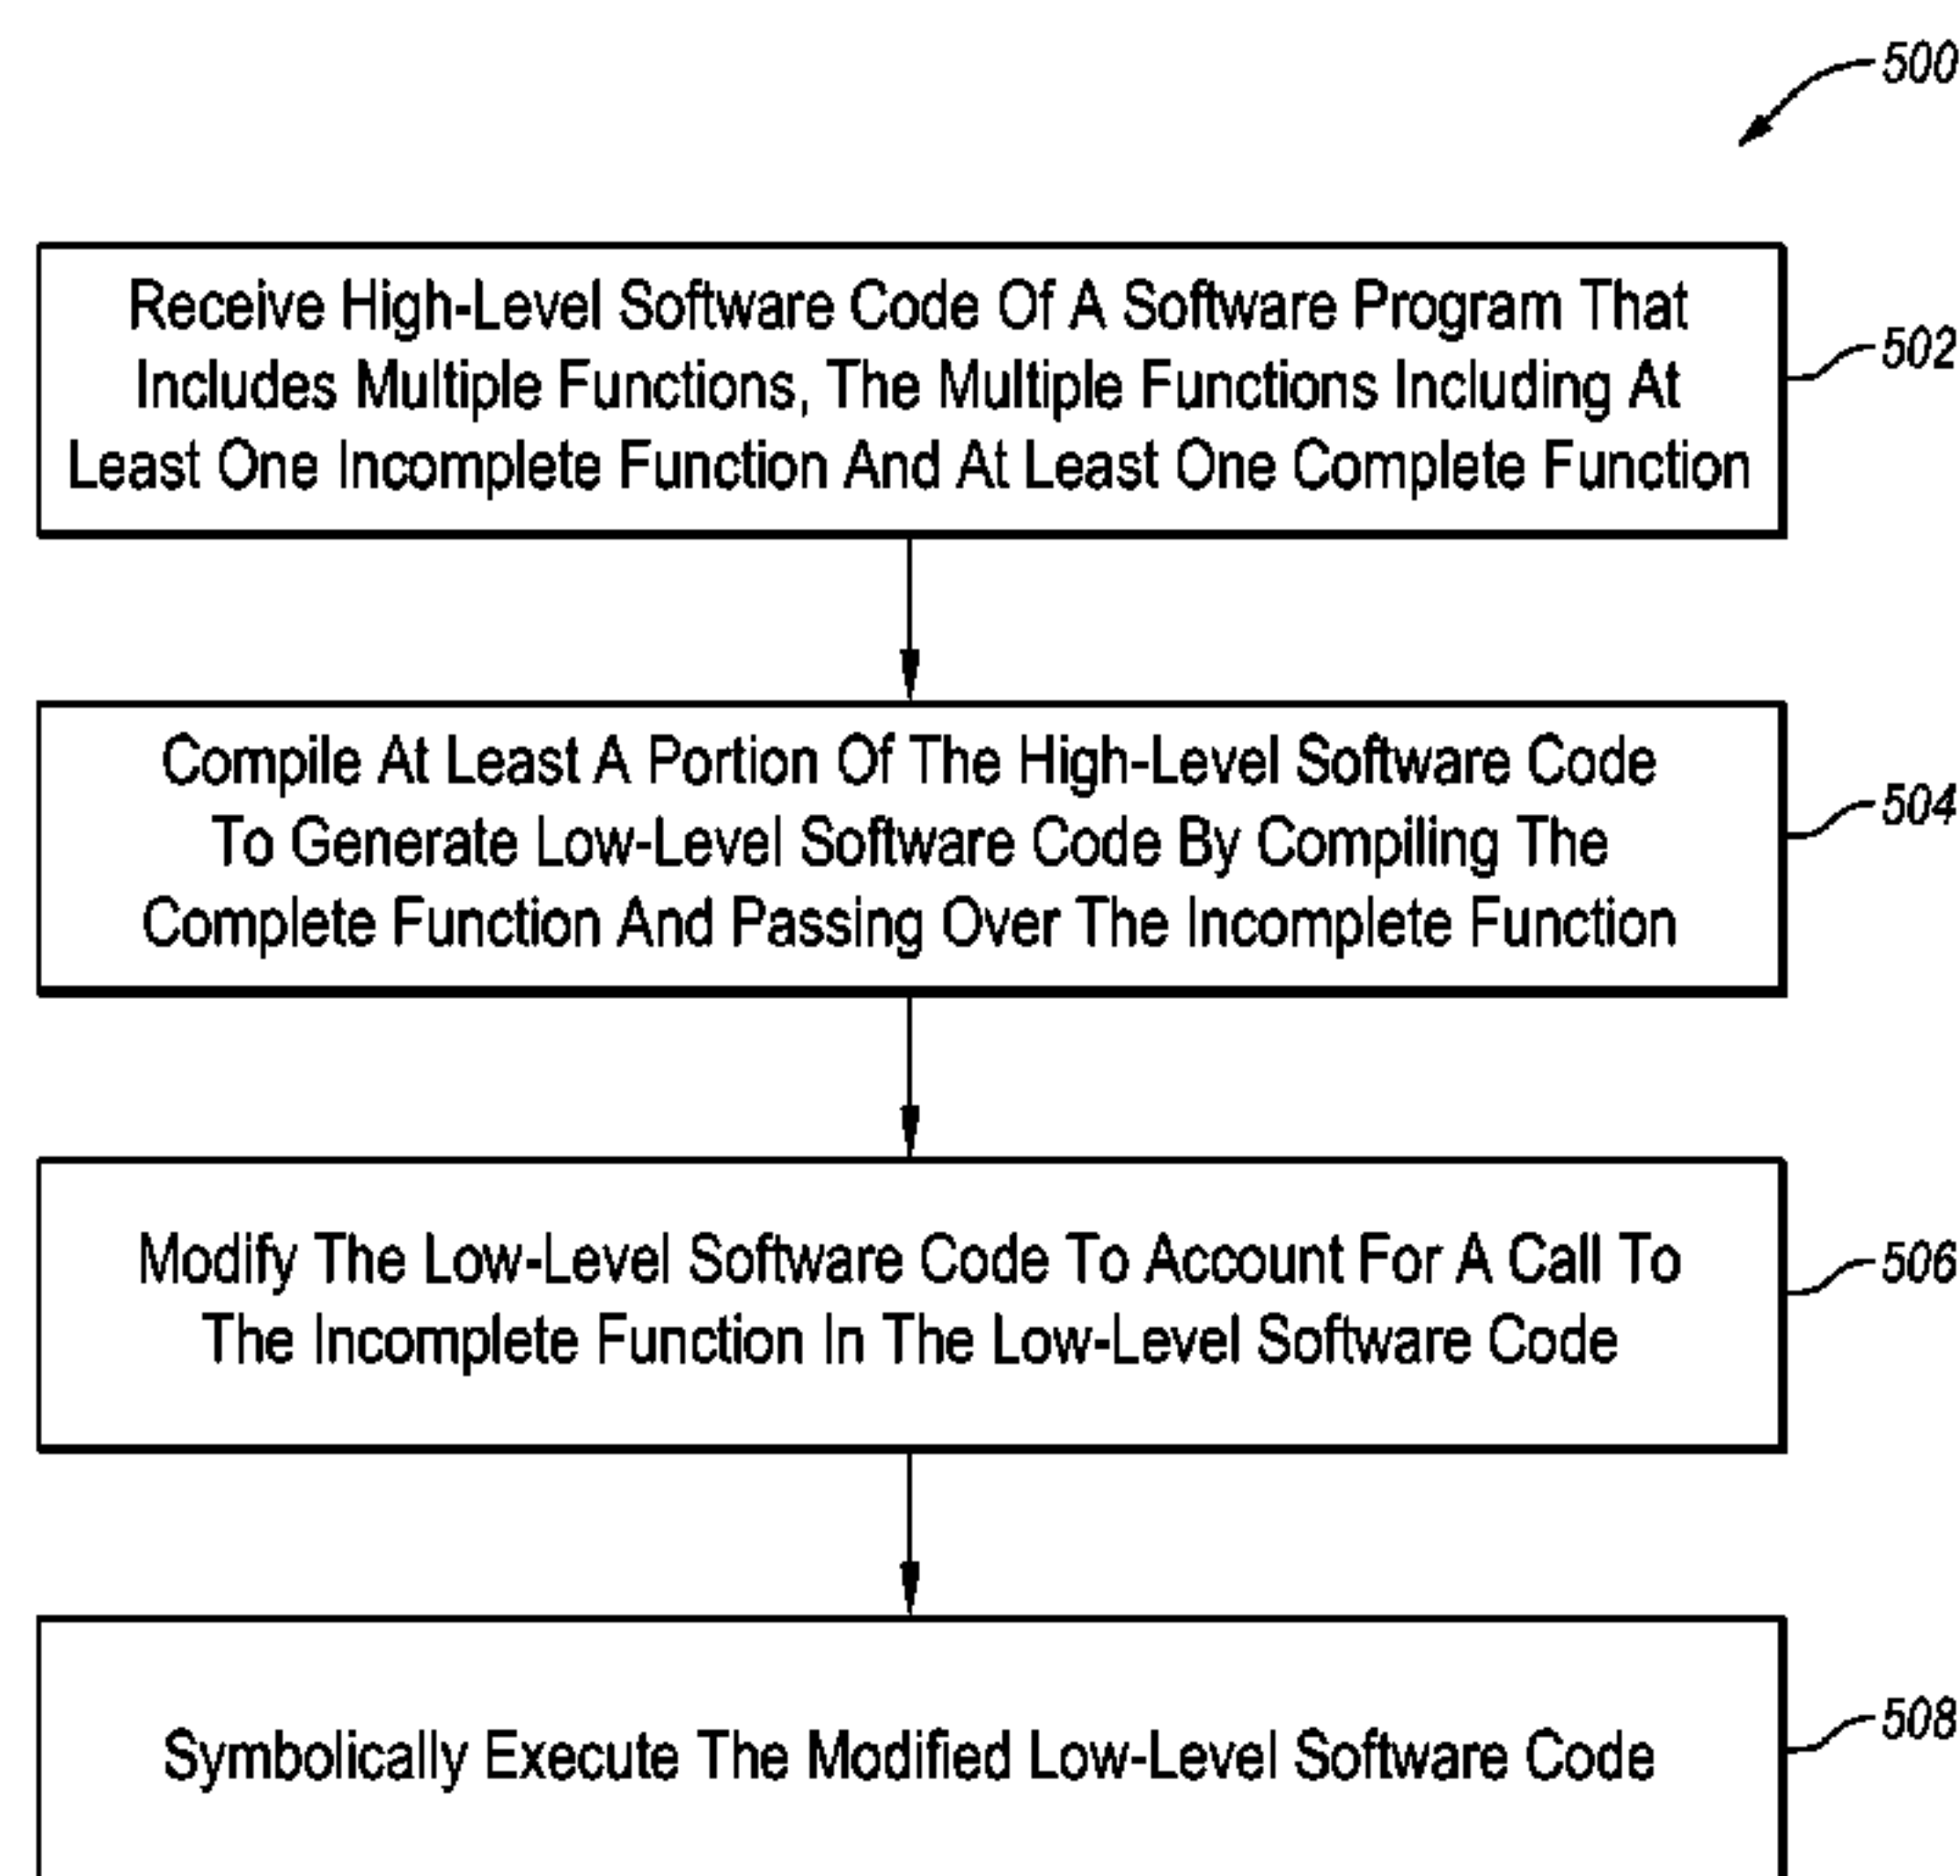 500
Receive High-Level Software Code Of A Software Program That
Includes Multiple Functions, The Multiple Functions Including At
Least One Incomplete Function And At Least One Complete Function
502
Compile At Least A Portion Of The High-Level Software Code
To Generate Low-Level Software Code By Compiling The
Complete Function And Passing Over The Incomplete Function
504
Modify The Low-Level Software Code To Account For A Call To
The Incomplete Function In The Low-Level Software Code
506
Symbolically Execute The Modified Low-Level Software Code
508